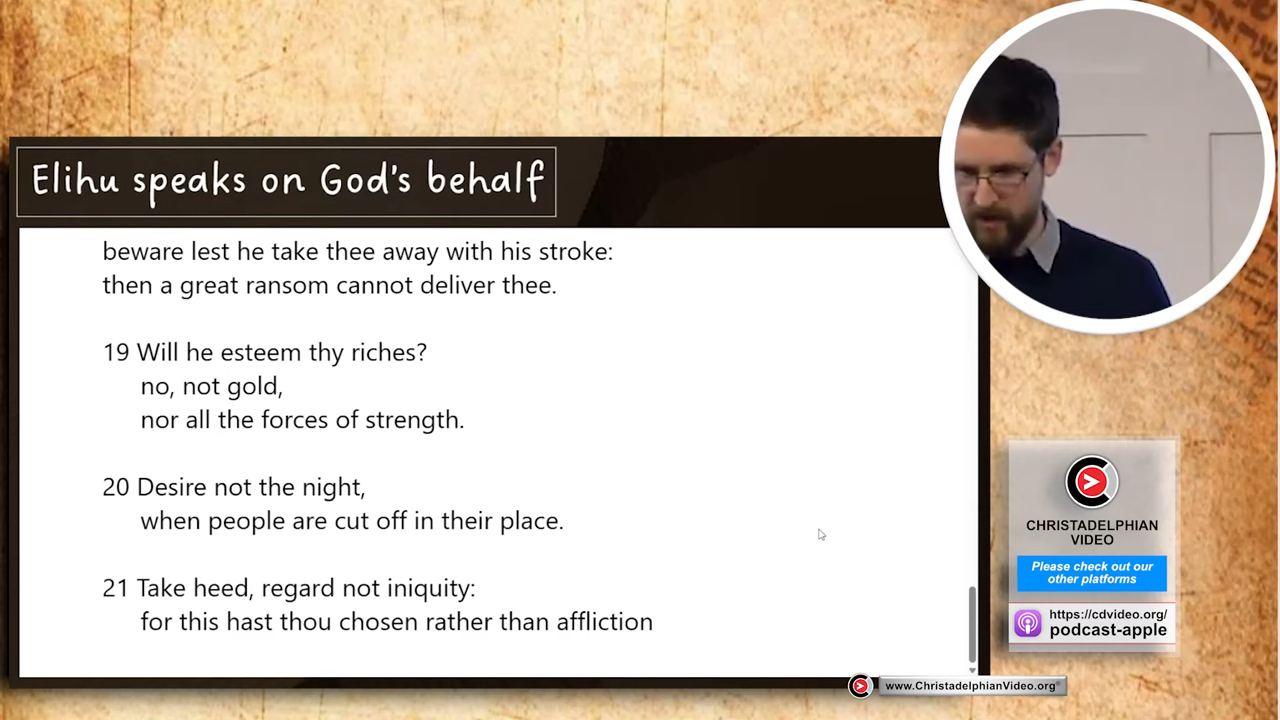 Elihu speaks on God's behalf
beware lest he take thee away with his stroke:
then a great ransom cannot deliver thee.
19 Will he esteem thy riches?
no, not gold,
nor all the forces of strength.
20 Desire not the night,
when people are cut off in their place.
21 Take heed, regard not iniquity:
for this hast thou chosen rather than affliction
CHRISTADELPHIAN
VIDEO
Please check out our
other platforms
https://cdvideo.org/
podcast-apple
www.ChristadelphianVideo.org